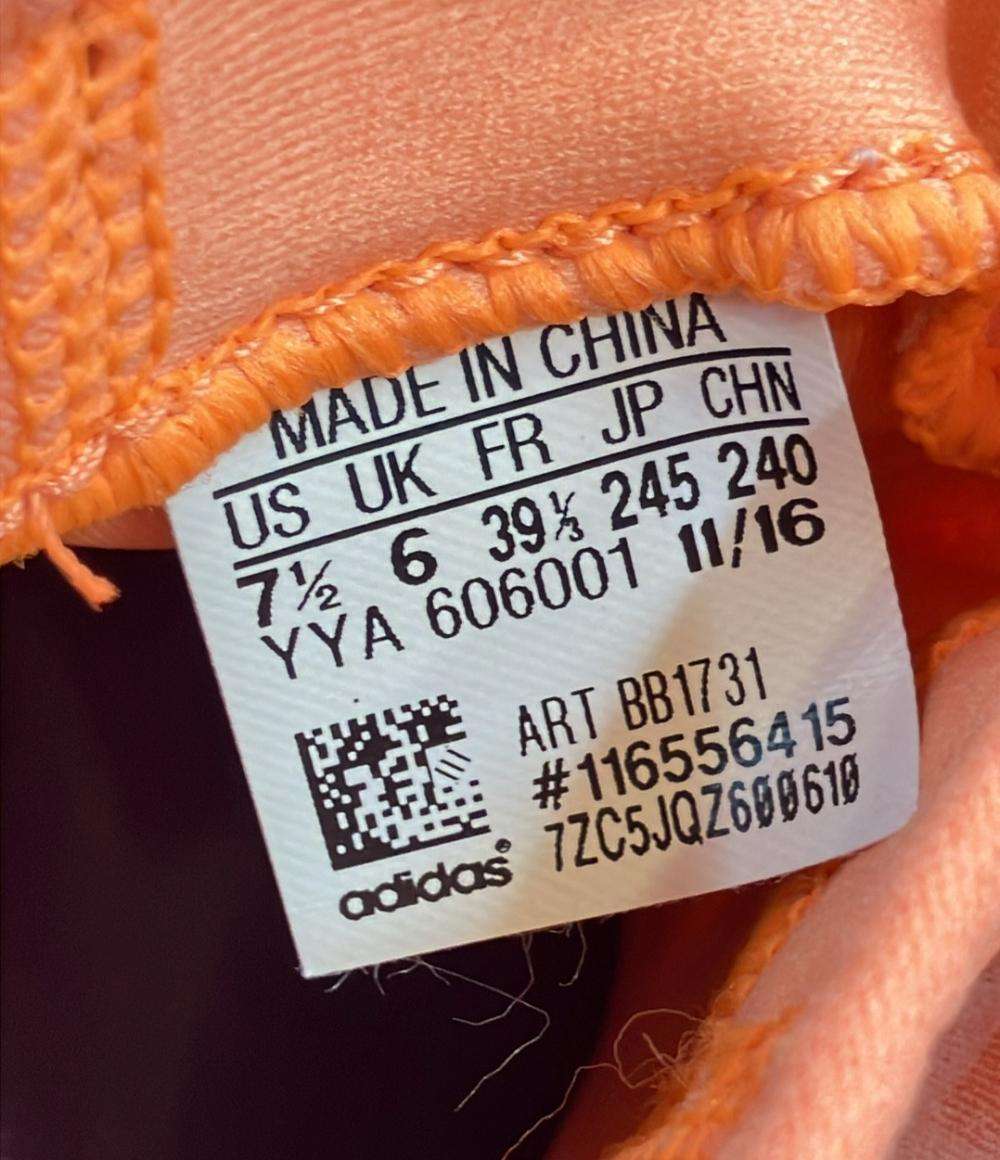 MADE IN CHINA
US UK FR JP CHN
7½ 6 39⅓ 245 240
YYA 606001 11/16
ART BB1731
#116556415
7ZC5JQZ600610
adidas®